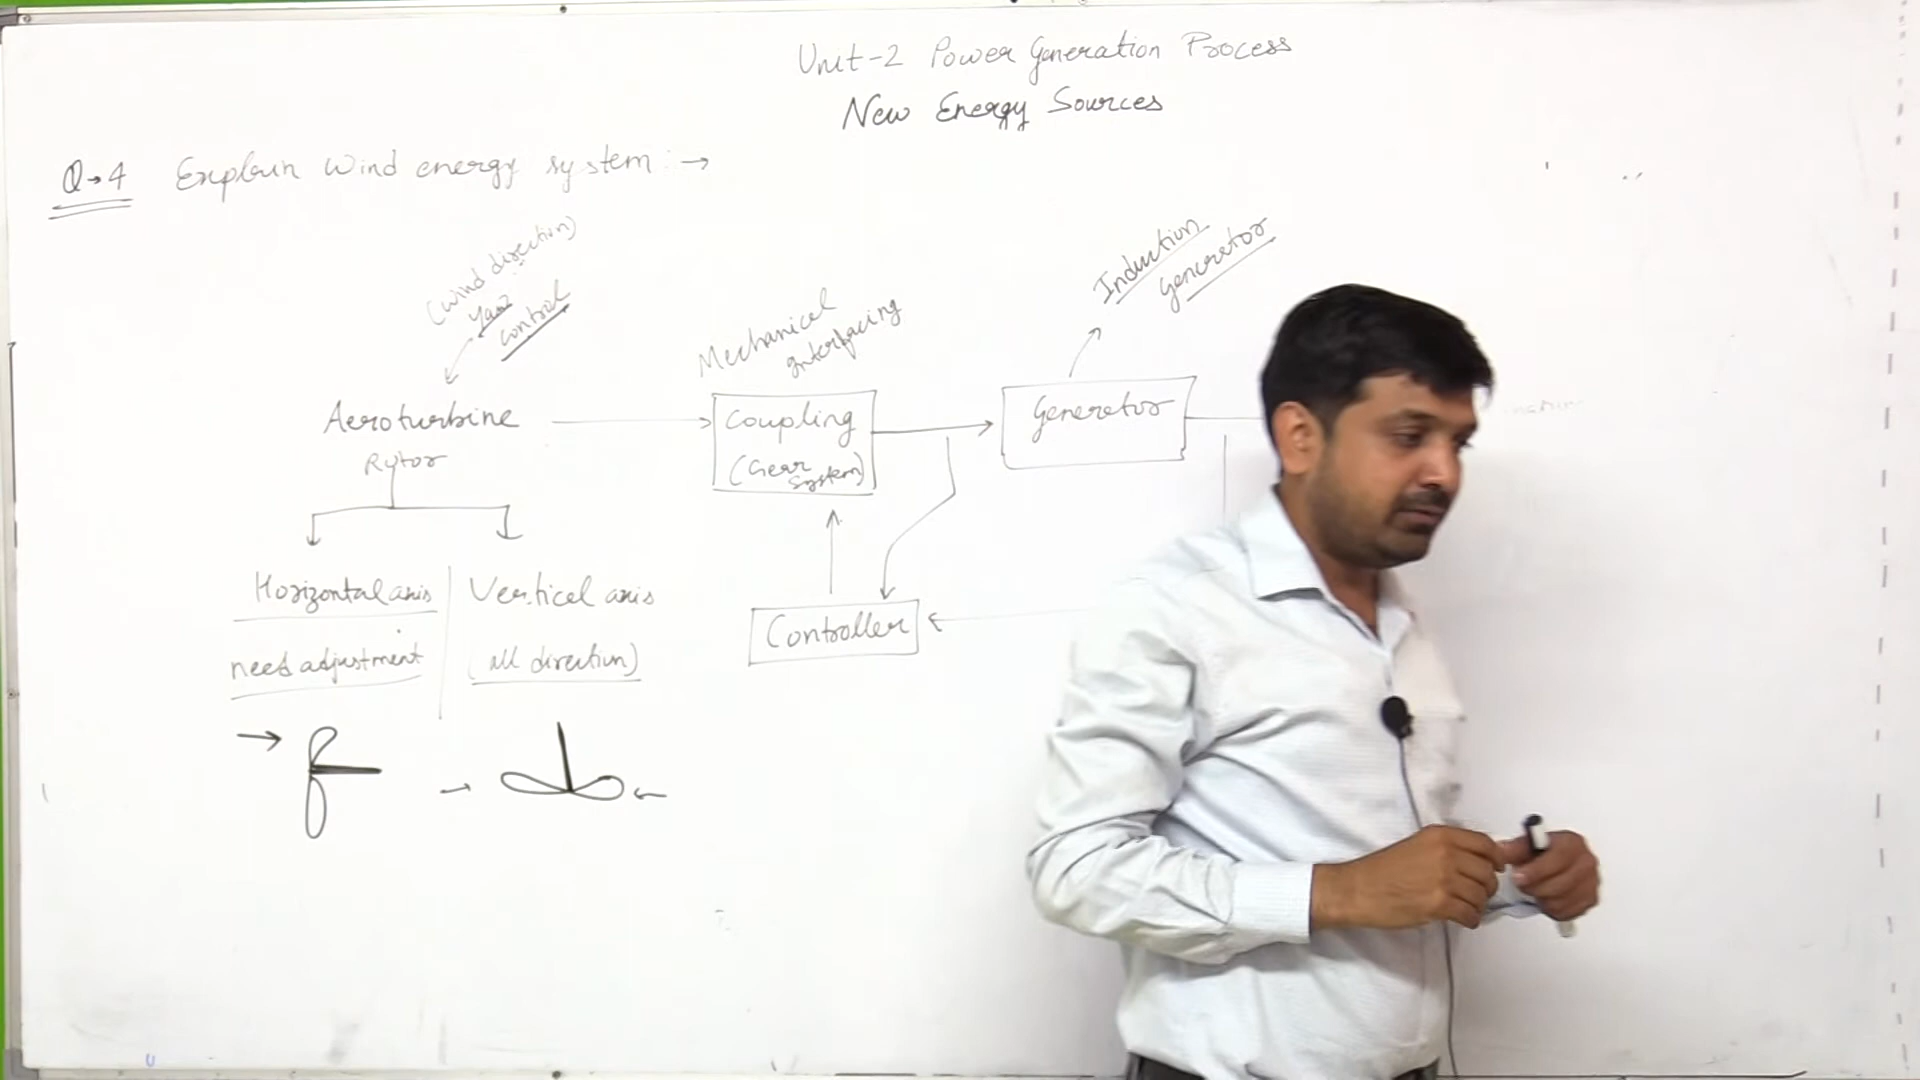 Unit-2 Power Generation Process
New Energy Sources
Q→4 Explain Wind energy system :→
(Wind direction)
Yaw
control
Mechanical
Interfacing
Induction
Generator
Aeroturbine
Rytor
Coupling
(Gear
System)
Generator
Horizontal axis
Vertical axis
need adjustment
(All direction)
Controller